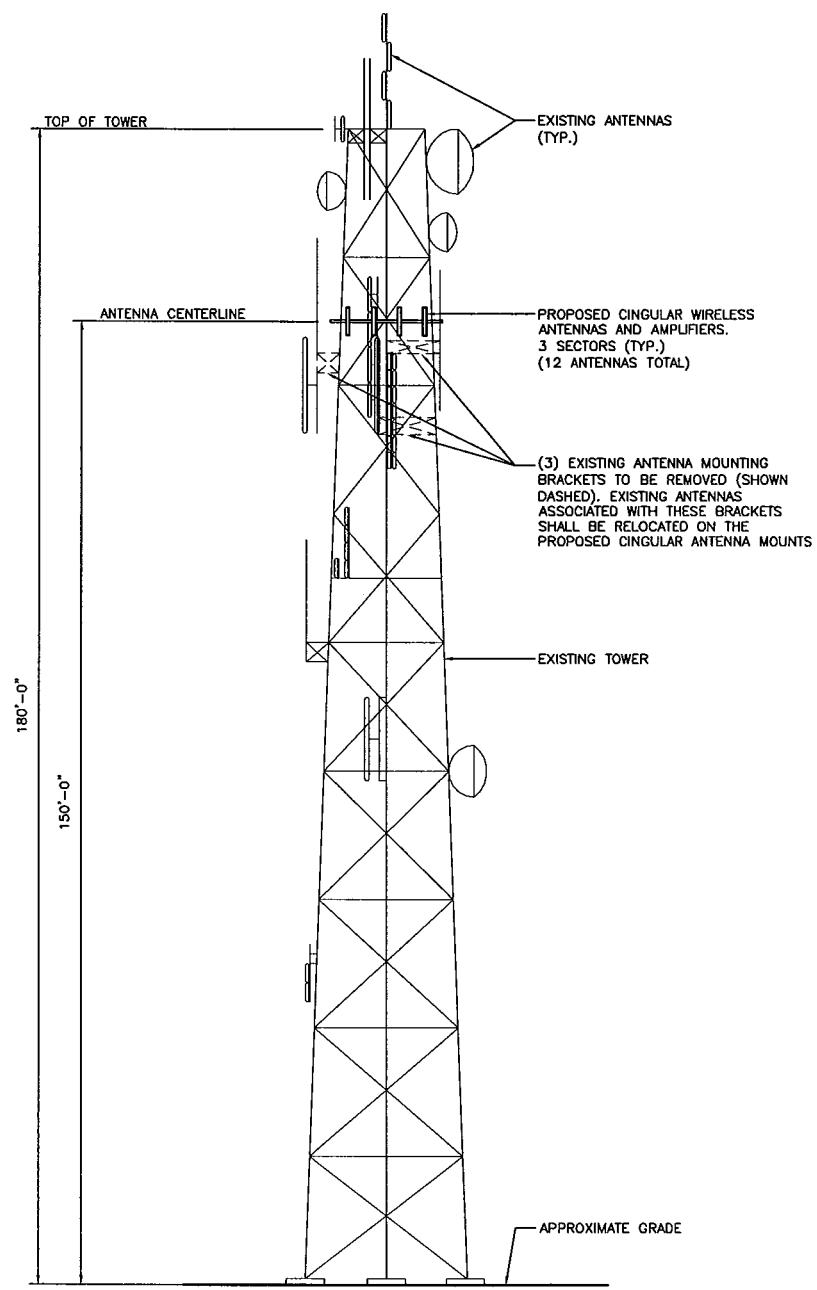 TOP OF TOWER
EXISTING ANTENNAS
(TYP.)
ANTENNA CENTERLINE
PROPOSED CINGULAR WIRELESS
ANTENNAS AND AMPLIFIERS.
3 SECTORS (TYP.)
(12 ANTENNAS TOTAL)
(3) EXISTING ANTENNA MOUNTING
BRACKETS TO BE REMOVED (SHOWN
DASHED). EXISTING ANTENNAS
ASSOCIATED WITH THESE BRACKETS
SHALL BE RELOCATED ON THE
PROPOSED CINGULAR ANTENNA MOUNTS
EXISTING TOWER
180'-0"
150'-0"
APPROXIMATE GRADE